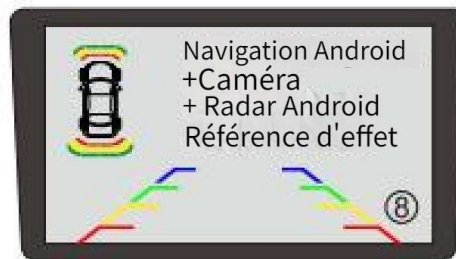 Navigation Android
+Caméra
+ Radar Android
Référence d'effet
⑧